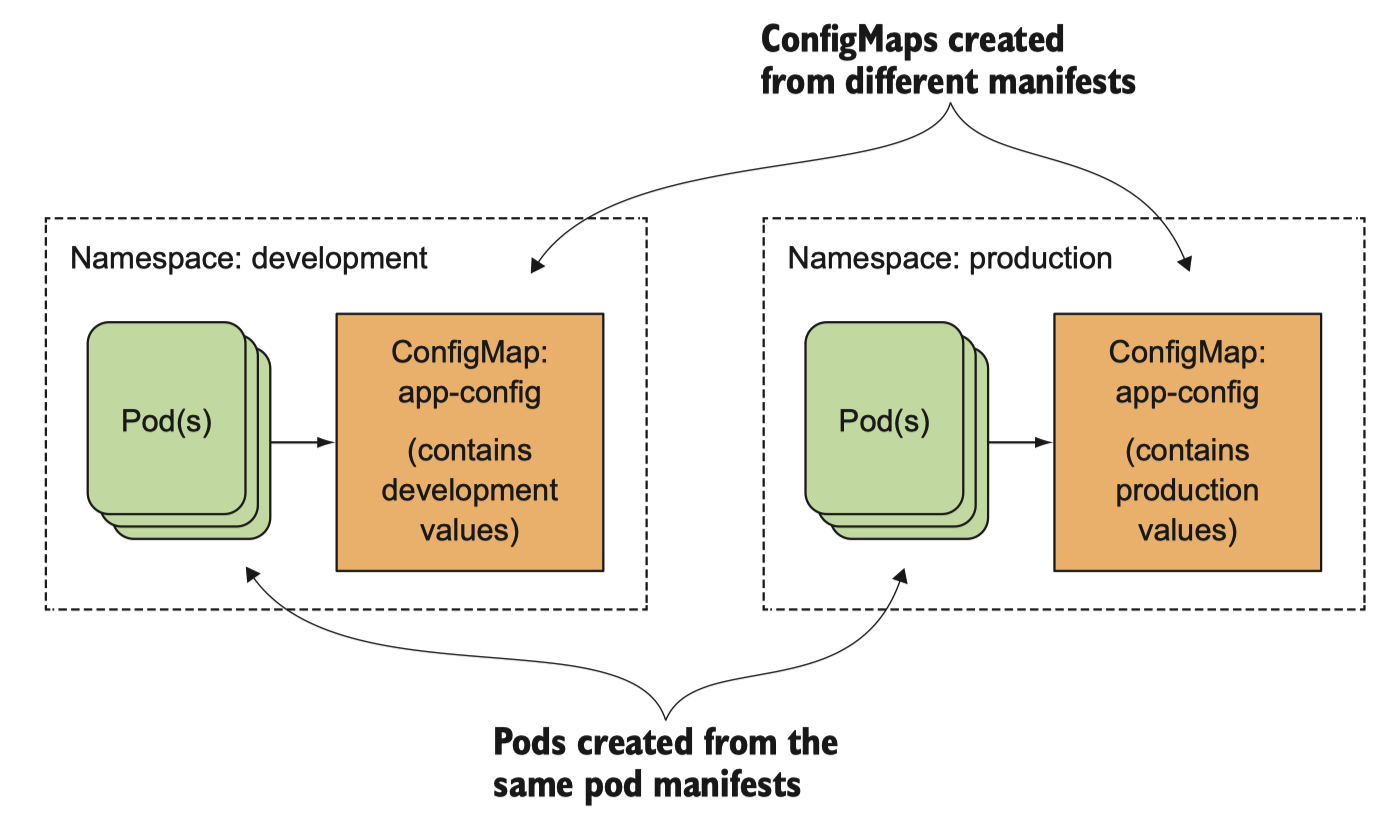 ConfigMaps created
from different manifests
Namespace: development
Pod(s)
ConfigMap:
app-config
(contains
development
values)
Namespace: production
Pod(s)
ConfigMap:
app-config
(contains
production
values)
Pods created from the
same pod manifests